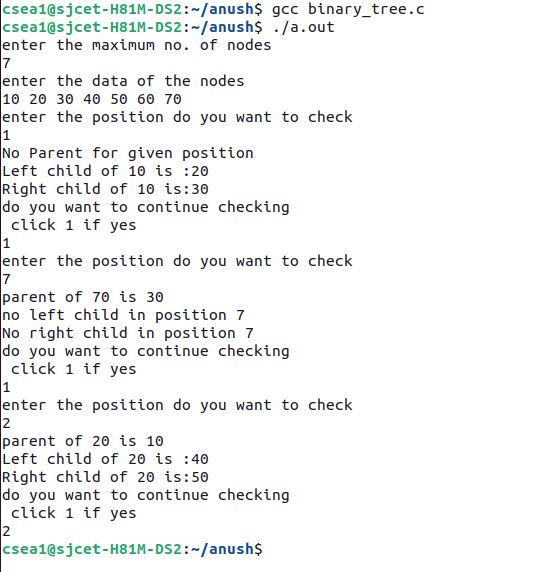 csea1@sjcet-H81M-DS2:~/anush$ gcc binary_tree.c
csea1@sjcet-H81M-DS2:~/anush$ ./a.out
enter the maximum no. of nodes
7
enter the data of the nodes
10 20 30 40 50 60 70
enter the position do you want to check
1
No Parent for given position
Left child of 10 is :20
Right child of 10 is:30
do you want to continue checking
 click 1 if yes
1
enter the position do you want to check
7
parent of 70 is 30
no left child in position 7
No right child in position 7
do you want to continue checking
 click 1 if yes
1
enter the position do you want to check
2
parent of 20 is 10
Left child of 20 is :40
Right child of 20 is:50
do you want to continue checking
 click 1 if yes
2
csea1@sjcet-H81M-DS2:~/anush$